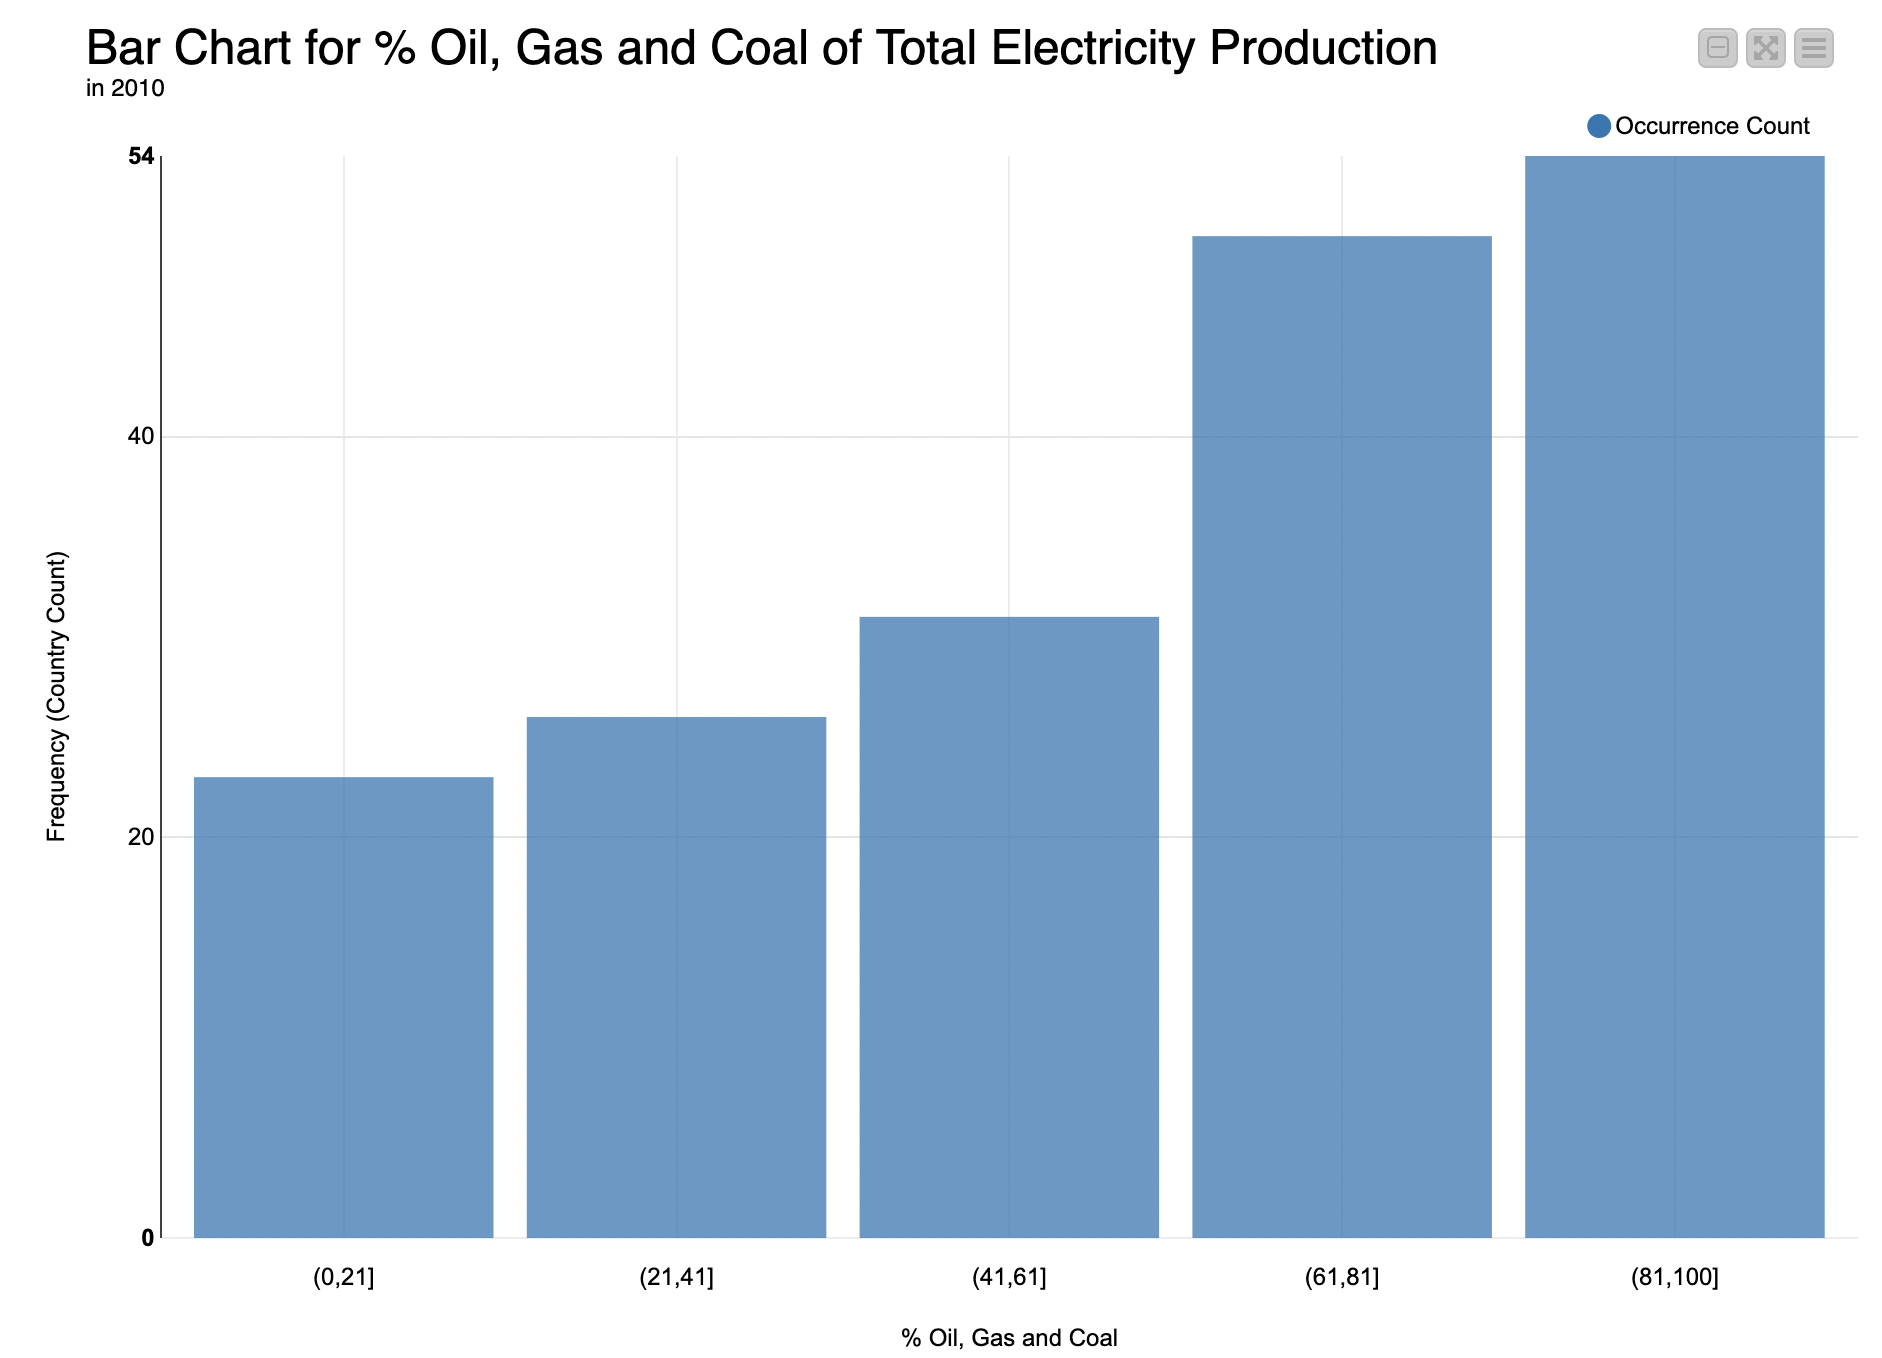 Bar Chart for % Oil, Gas and Coal of Total Electricity Production
in 2010
Occurrence Count
54
40
20
0
Frequency (Country Count)
(0,21]
(21,41]
(41,61]
(61,81]
(81,100]
% Oil, Gas and Coal